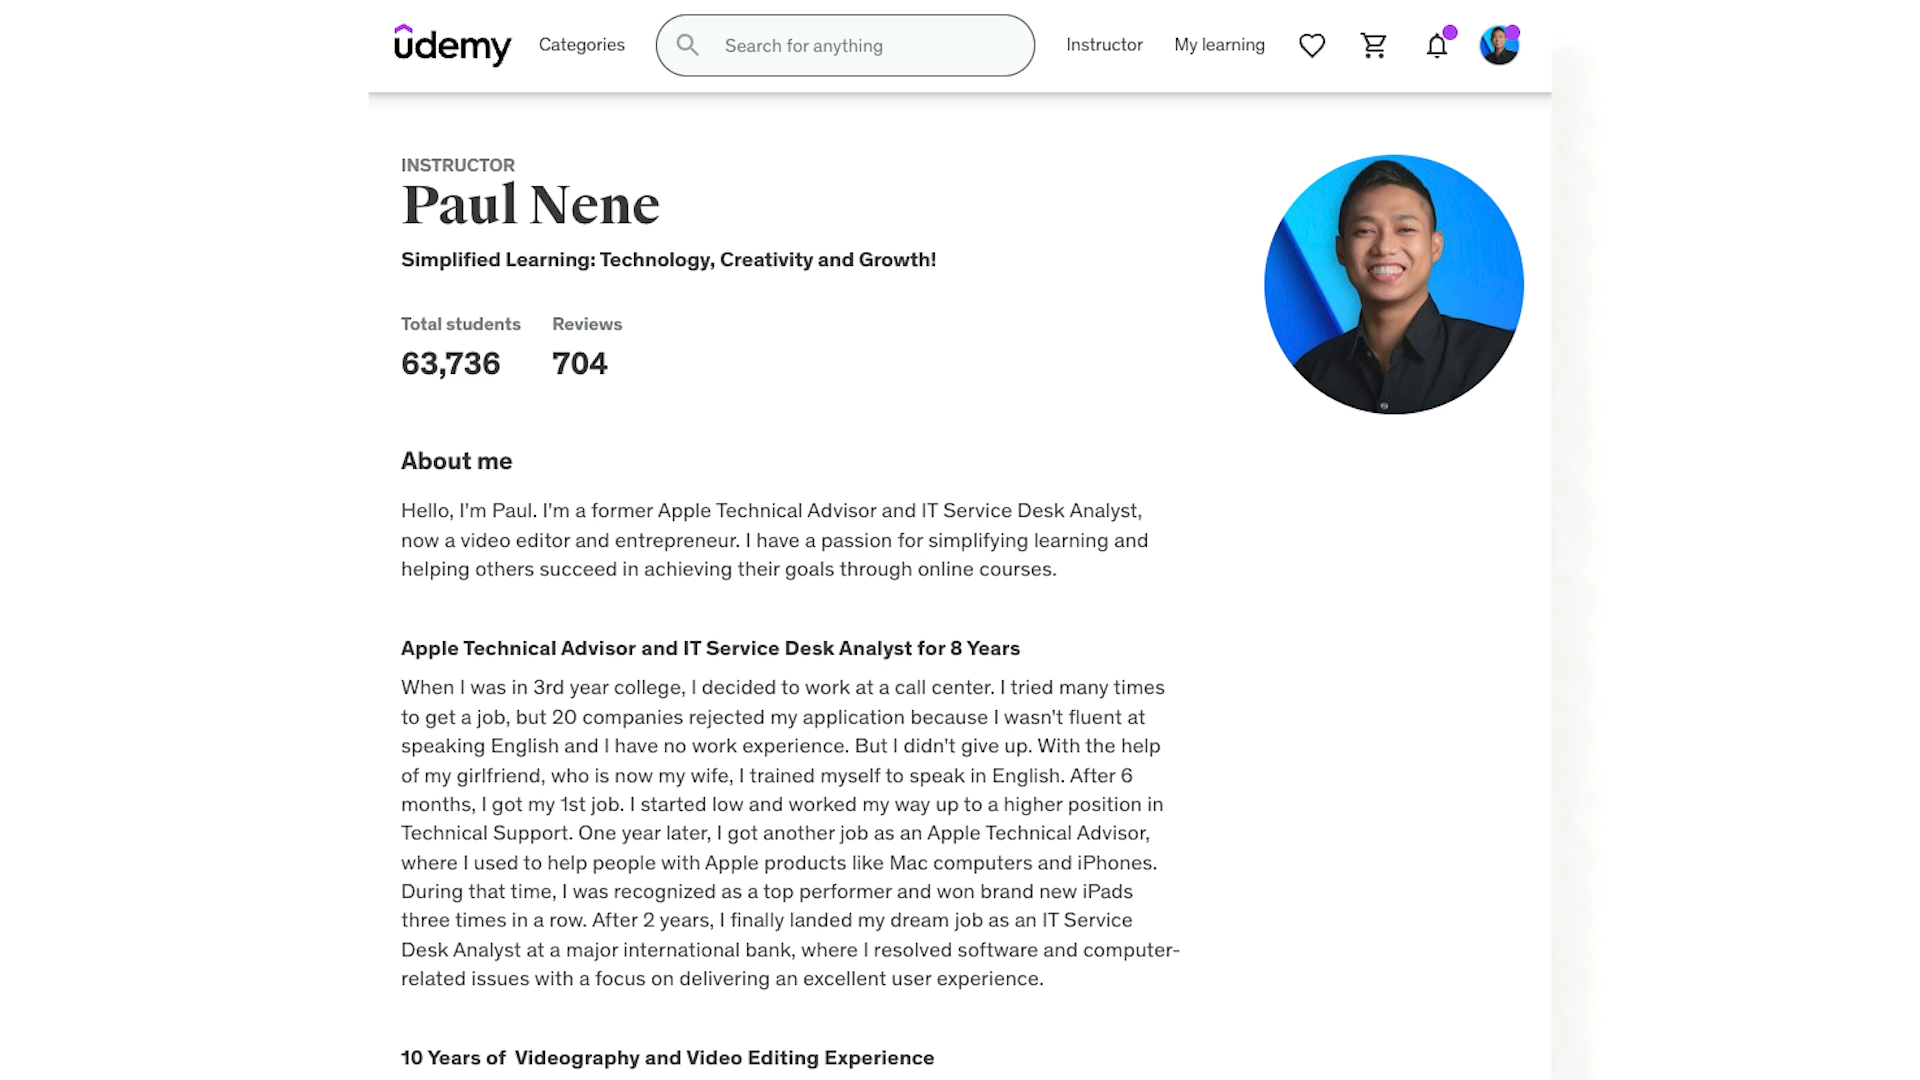 udemy
Categories
Search for anything
Instructor
My learning
INSTRUCTOR
Paul Nene
Simplified Learning: Technology, Creativity and Growth!
Total students
Reviews
63,736
704
About me
Hello, I'm Paul. I'm a former Apple Technical Advisor and IT Service Desk Analyst,
now a video editor and entrepreneur. I have a passion for simplifying learning and
helping others succeed in achieving their goals through online courses.
Apple Technical Advisor and IT Service Desk Analyst for 8 Years
When I was in 3rd year college, I decided to work at a call center. I tried many times
to get a job, but 20 companies rejected my application because I wasn't fluent at
speaking English and I have no work experience. But I didn't give up. With the help
of my girlfriend, who is now my wife, I trained myself to speak in English. After 6
months, I got my 1st job. I started low and worked my way up to a higher position in
Technical Support. One year later, I got another job as an Apple Technical Advisor,
where I used to help people with Apple products like Mac computers and iPhones.
During that time, I was recognized as a top performer and won brand new iPads
three times in a row. After 2 years, I finally landed my dream job as an IT Service
Desk Analyst at a major international bank, where I resolved software and computer-
related issues with a focus on delivering an excellent user experience.
10 Years of  Videography and Video Editing Experience